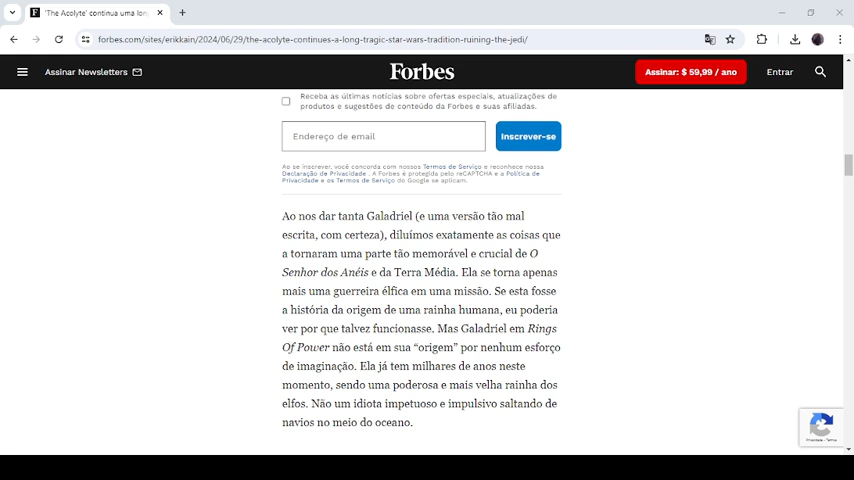 'The Acolyte' continua uma lon
forbes.com/sites/erikkain/2024/06/29/the-acolyte-continues-a-long-tragic-star-wars-tradition-ruining-the-jedi/
Assinar Newsletters
Forbes
Assinar: $ 59,99 / ano
Entrar
Receba as últimas notícias sobre ofertas especiais, atualizações de
produtos e sugestões de conteúdo da Forbes e suas afiliadas.
Endereço de email
Inscrever-se
Ao se inscrever, você concorda com nossos Termos de Serviço e reconhece nossa
Declaração de Privacidade . A Forbes é protegida pelo reCAPTCHA e a Política de
Privacidade e os Termos de Serviço do Google se aplicam.
Ao nos dar tanta Galadriel (e uma versão tão mal
escrita, com certeza), diluímos exatamente as coisas que
a tornaram uma parte tão memorável e crucial de O
Senhor dos Anéis e da Terra Média. Ela se torna apenas
mais uma guerreira élfica em uma missão. Se esta fosse
a história da origem de uma rainha humana, eu poderia
ver por que talvez funcionasse. Mas Galadriel em Rings
Of Power não está em sua “origem” por nenhum esforço
de imaginação. Ela já tem milhares de anos neste
momento, sendo uma poderosa e mais velha rainha dos
elfos. Não um idiota impetuoso e impulsivo saltando de
navios no meio do oceano.
Privacidade - Termos